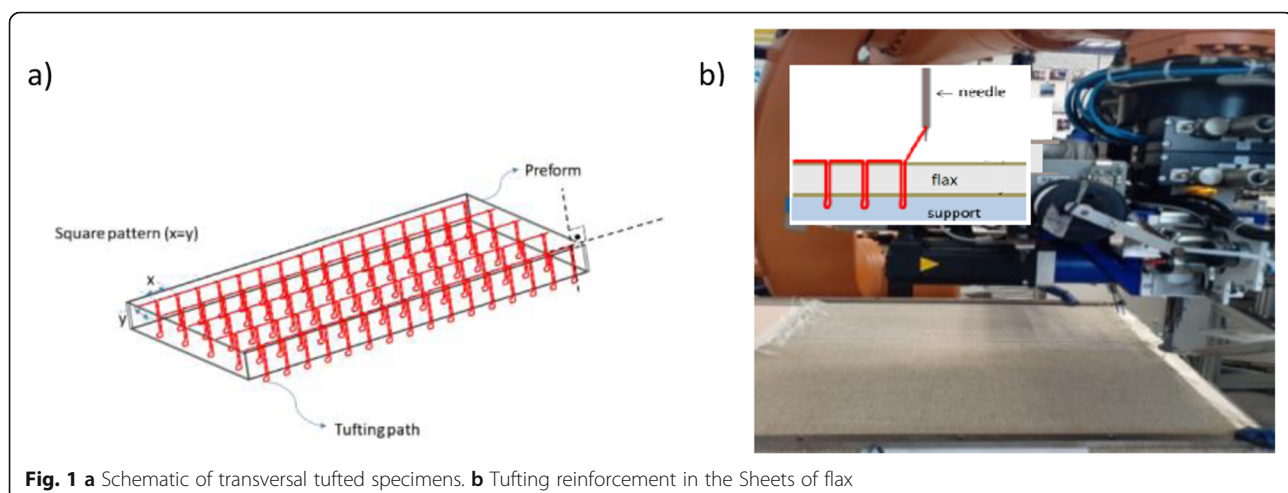 a)
Preform
Square pattern (x=y)
x
y
Tufting path
b)
needle
flax
support
Fig. 1 a Schematic of transversal tufted specimens. b Tufting reinforcement in the Sheets of flax